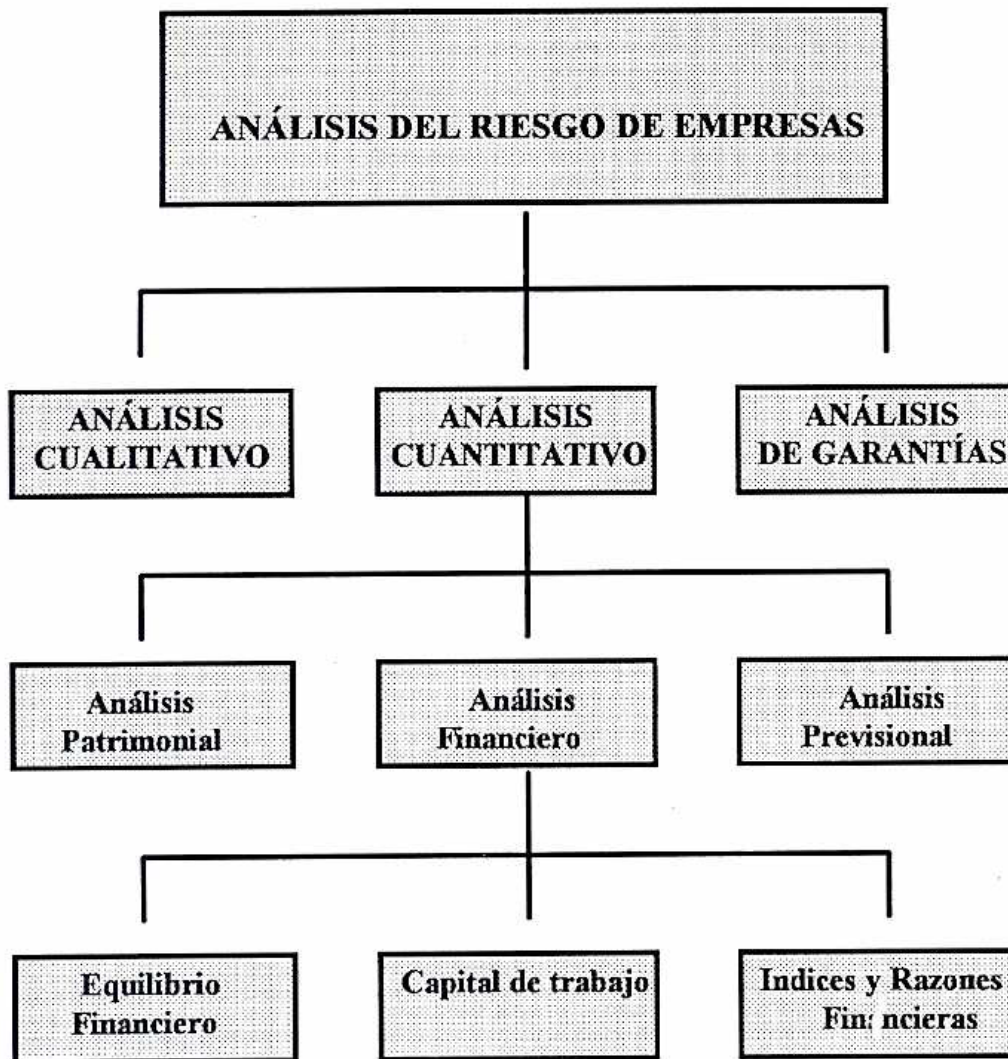 ANÁLISIS DEL RIESGO DE EMPRESAS
ANÁLISIS
CUALITATIVO
ANÁLISIS
CUANTITATIVO
ANÁLISIS
DE GARANTÍAS
Análisis
Patrimonial
Análisis
Financiero
Análisis
Previsional
Equilibrio
Financiero
Capital de trabajo
Indices y Razones
Financieras